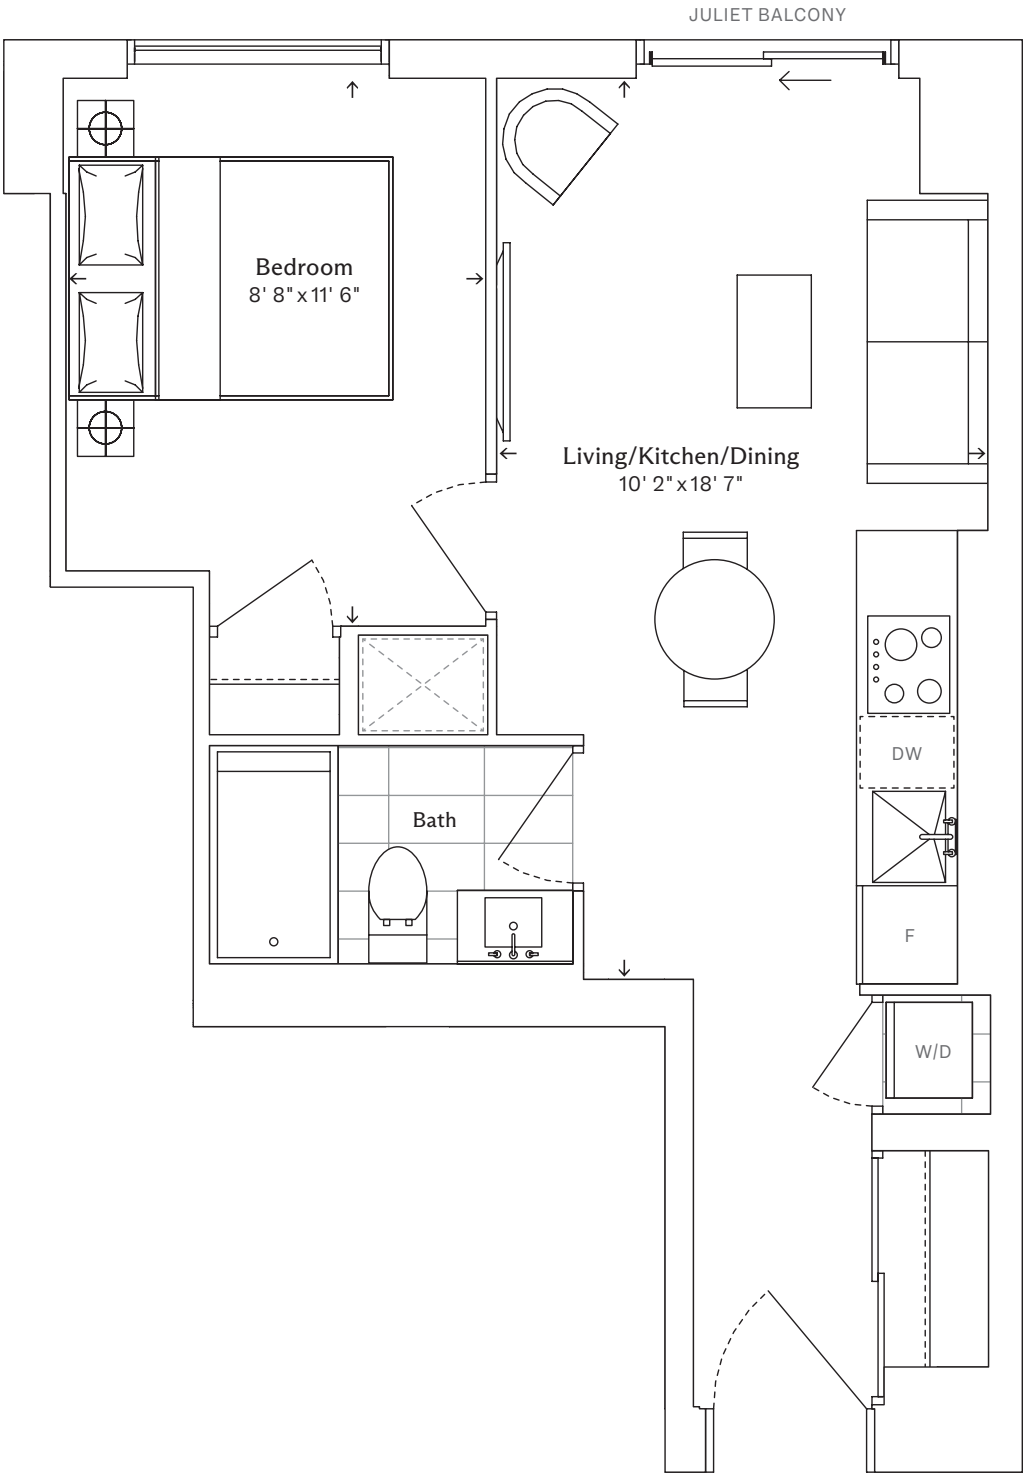 JULIET BALCONY
Bedroom
8' 8" x 11' 6"
Living/Kitchen/Dining
10' 2" x 18' 7"
DW
Bath
F
W/D